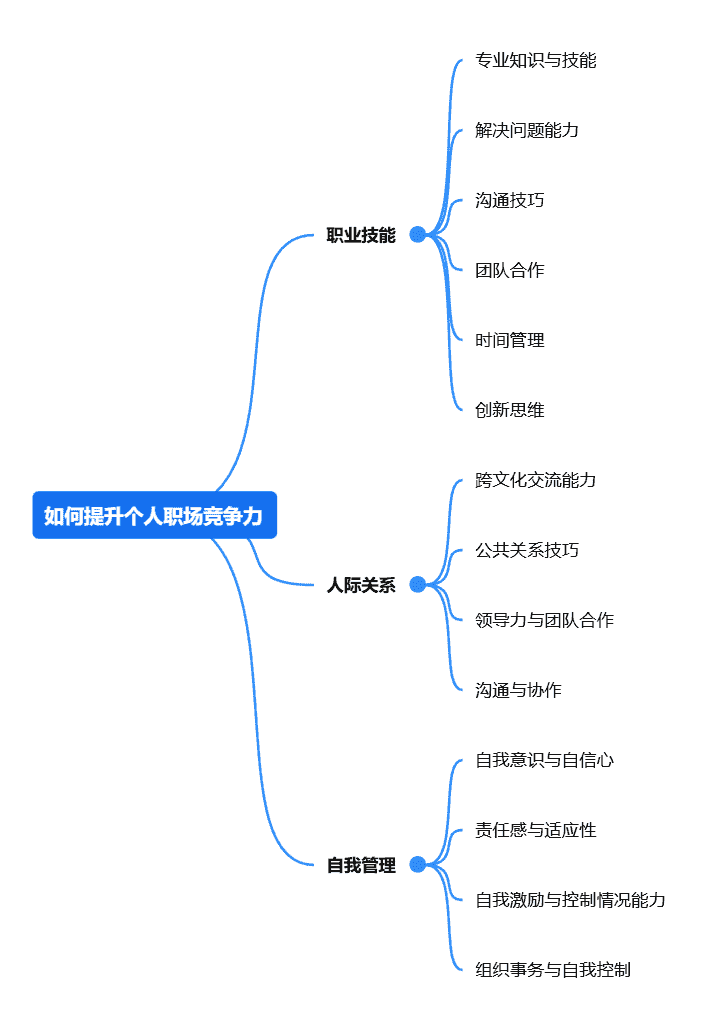 如何提升个人职场竞争力
职业技能
专业知识与技能
解决问题能力
沟通技巧
团队合作
时间管理
创新思维
人际关系
跨文化交流能力
公共关系技巧
领导力与团队合作
沟通与协作
自我管理
自我意识与自信心
责任感与适应性
自我激励与控制情况能力
组织事务与自我控制